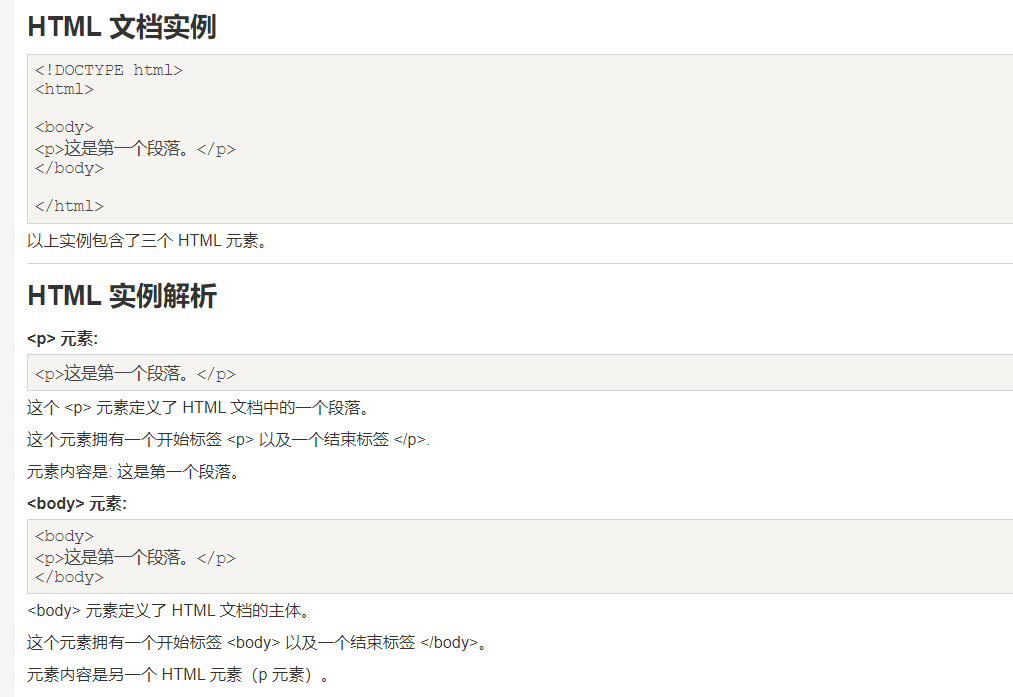 HTML 文档实例
<!DOCTYPE html>
<html>
<body>
<p>这是第一个段落。</p>
</body>
</html>
以上实例包含了三个 HTML 元素。
HTML 实例解析
<p> 元素:
<p>这是第一个段落。</p>
这个 <p> 元素定义了 HTML 文档中的一个段落。
这个元素拥有一个开始标签 <p> 以及一个结束标签 </p>.
元素内容是: 这是第一个段落。
<body> 元素:
<body>
<p>这是第一个段落。</p>
</body>
<body> 元素定义了 HTML 文档的主体。
这个元素拥有一个开始标签 <body> 以及一个结束标签 </body>。
元素内容是另一个 HTML 元素（p 元素）。